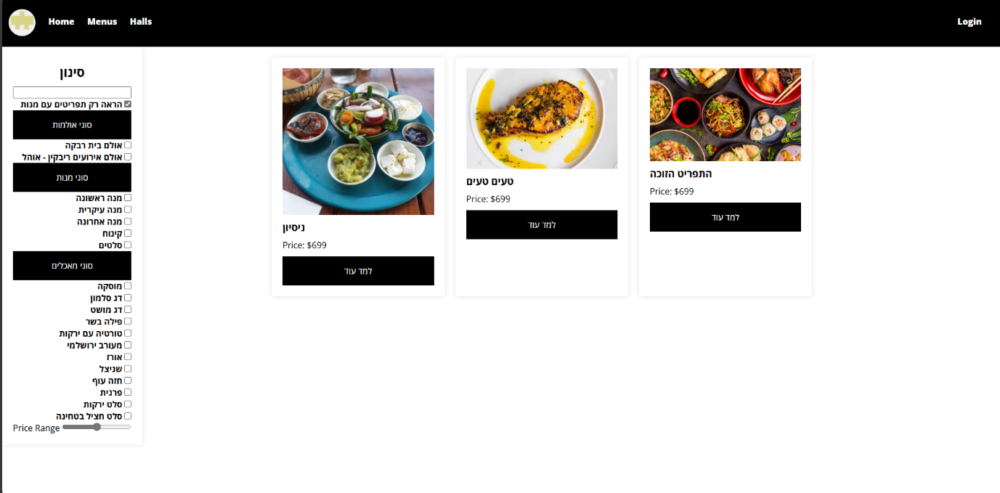 Home
Menus
Halls
Login
סינון
הראה רק תפריטים עם מנות
סוגי אולמות
אולם בית רבקה
אולם אירועים ריבקין - אוהל
סוגי מנות
מנה ראשונה
מנה עיקרית
מנה אחרונה
קינוח
סלטים
סוגי מאכלים
מוסקה
דג סלמון
דג מושט
פילה בשר
טורטיה עם ירקות
מעורב ירושלמי
אורז
שניצל
חזה עוף
פרגית
סלט ירקות
סלט חציל בטחינה
Price Range
ניסיון
Price: $699
למד עוד
טעים טעים
Price: $699
למד עוד
התפריט הזוכה
Price: $699
למד עוד